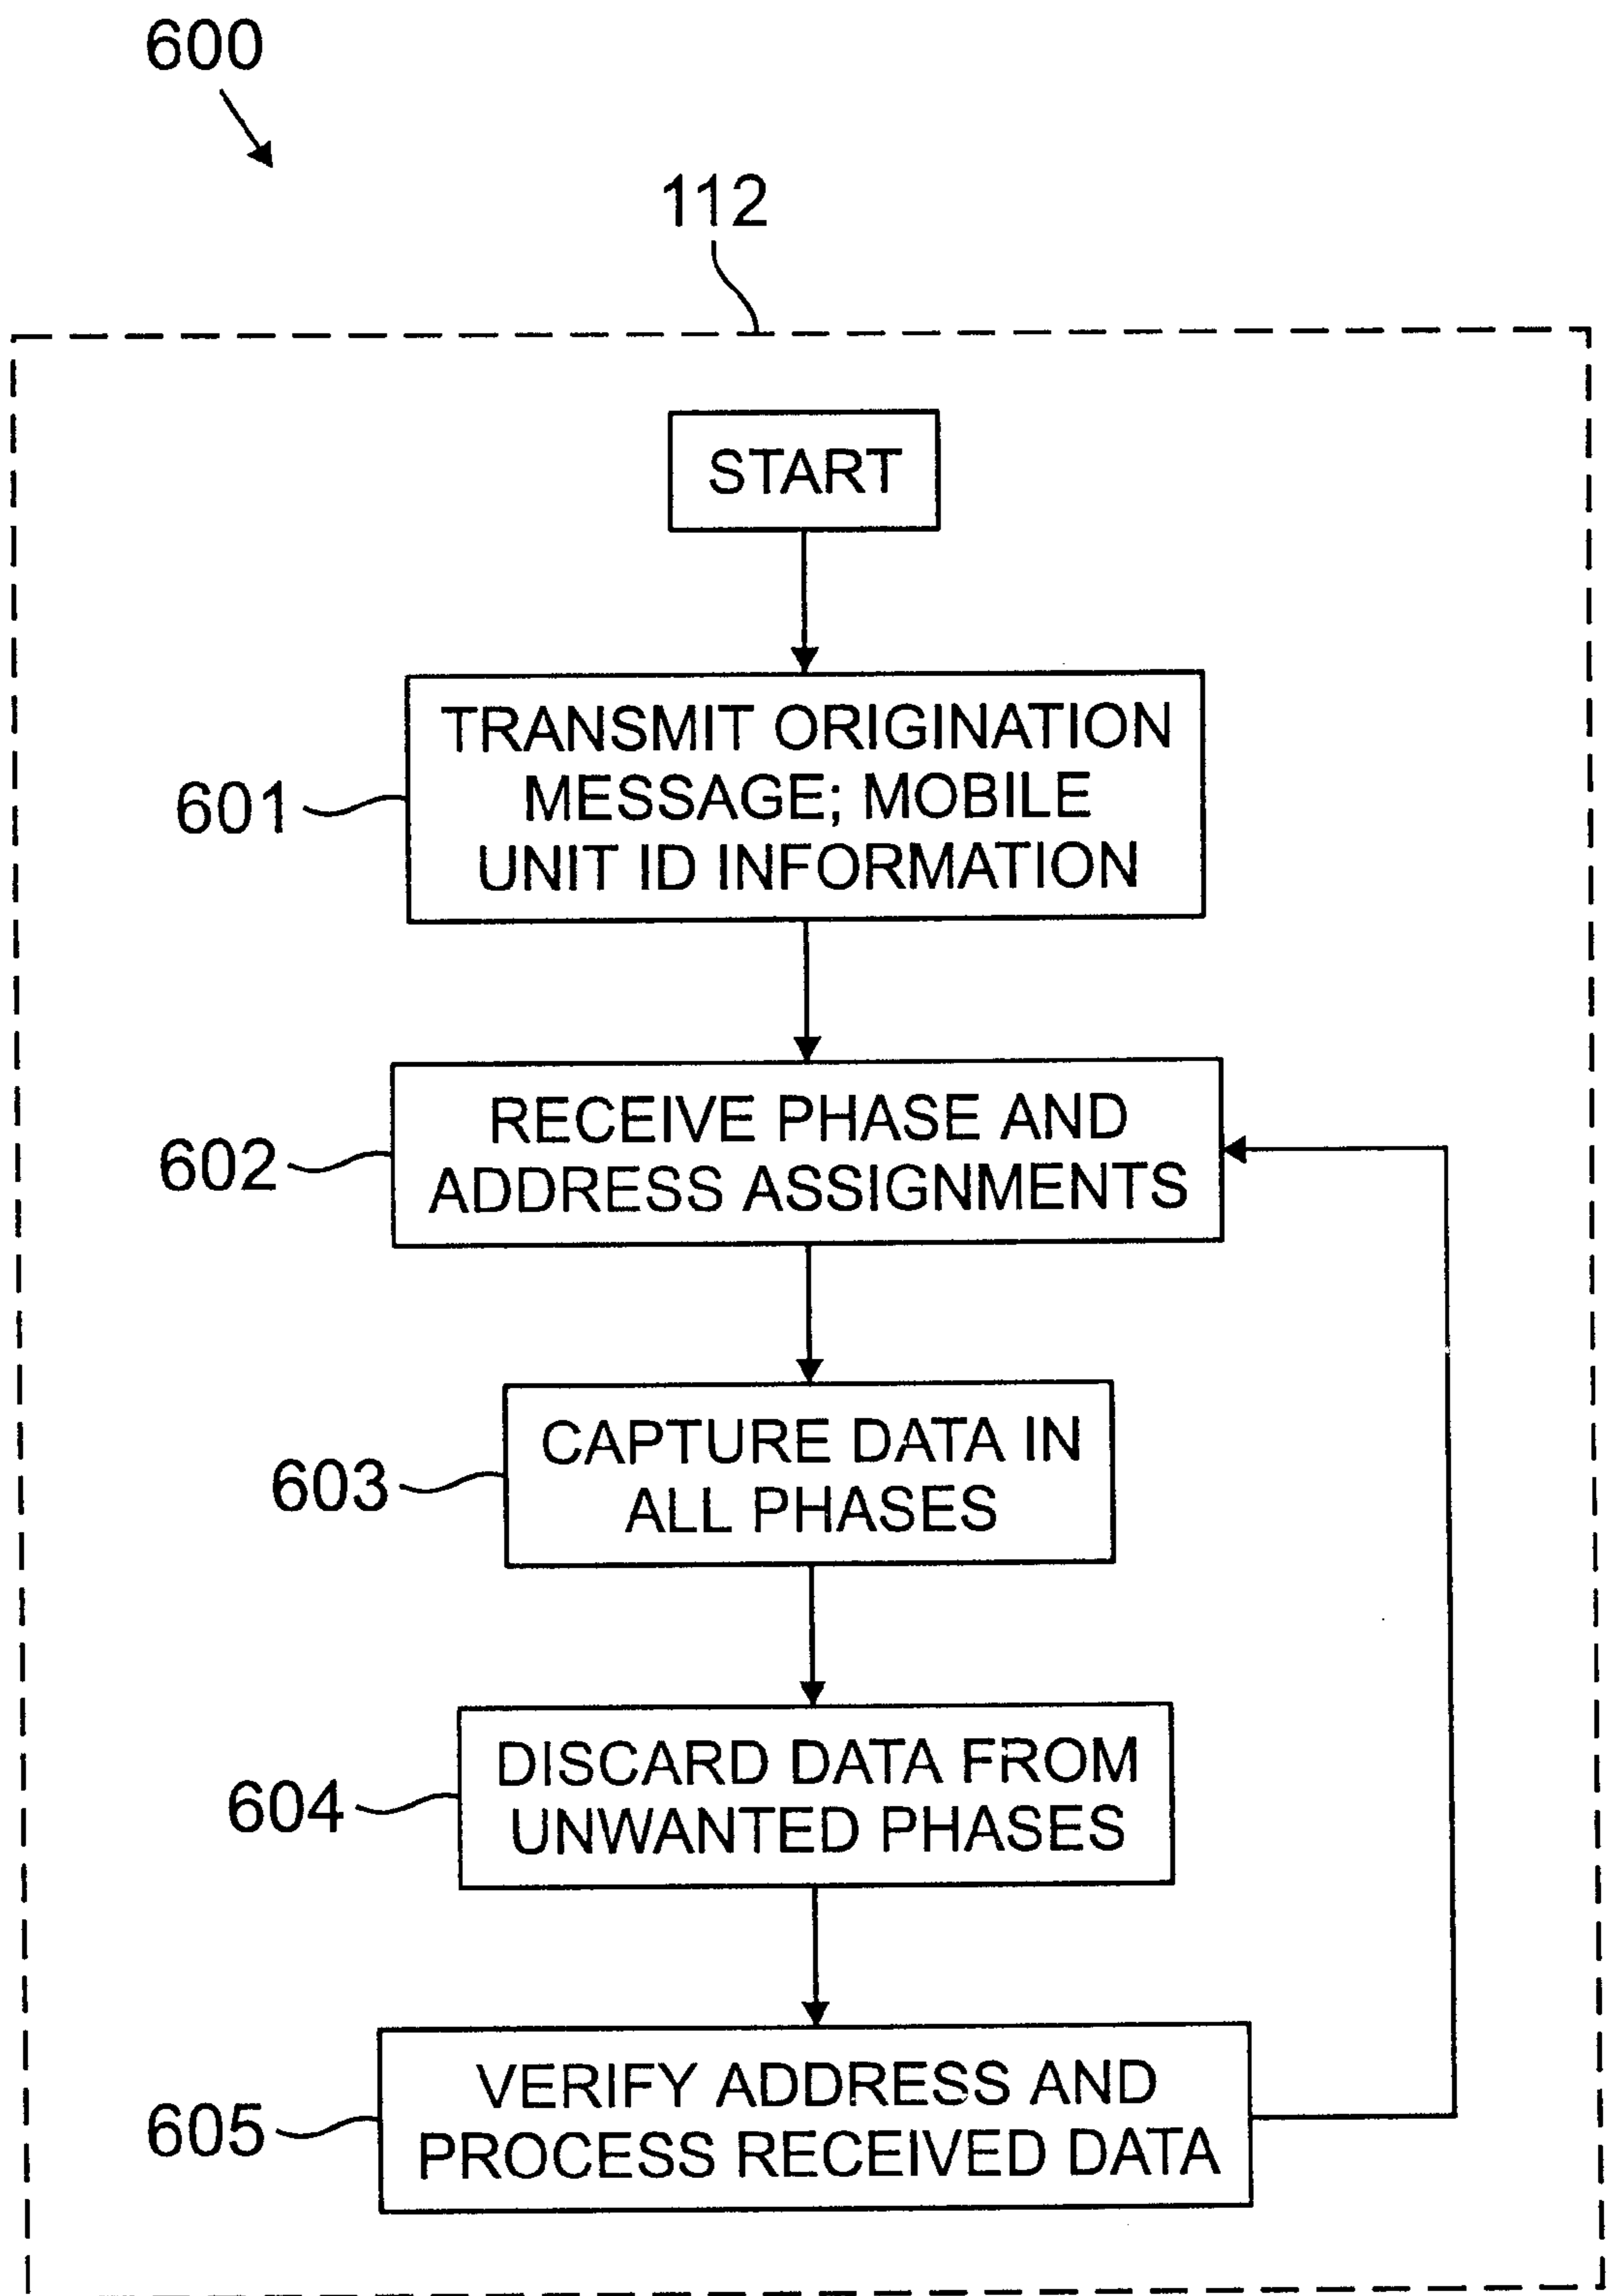 600
112
START
601
TRANSMIT ORIGINATION
MESSAGE; MOBILE
UNIT ID INFORMATION
602
RECEIVE PHASE AND
ADDRESS ASSIGNMENTS
603
CAPTURE DATA IN
ALL PHASES
604
DISCARD DATA FROM
UNWANTED PHASES
605
VERIFY ADDRESS AND
PROCESS RECEIVED DATA